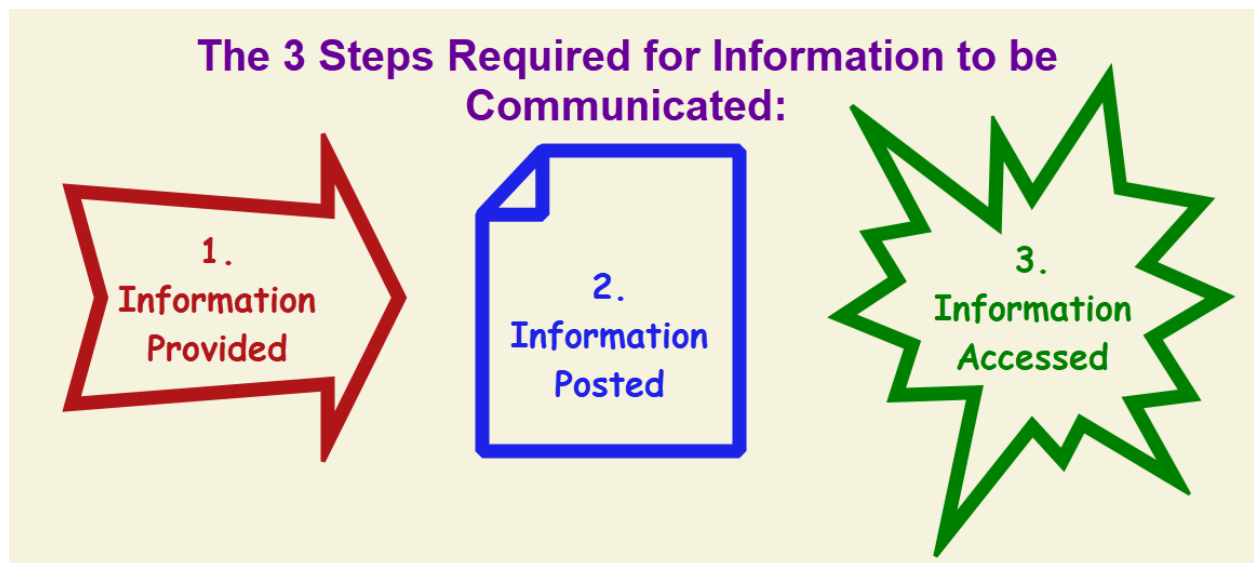 The 3 Steps Required for Information to be
Communicated:
1.
Information
Provided
2.
Information
Posted
3.
Information
Accessed